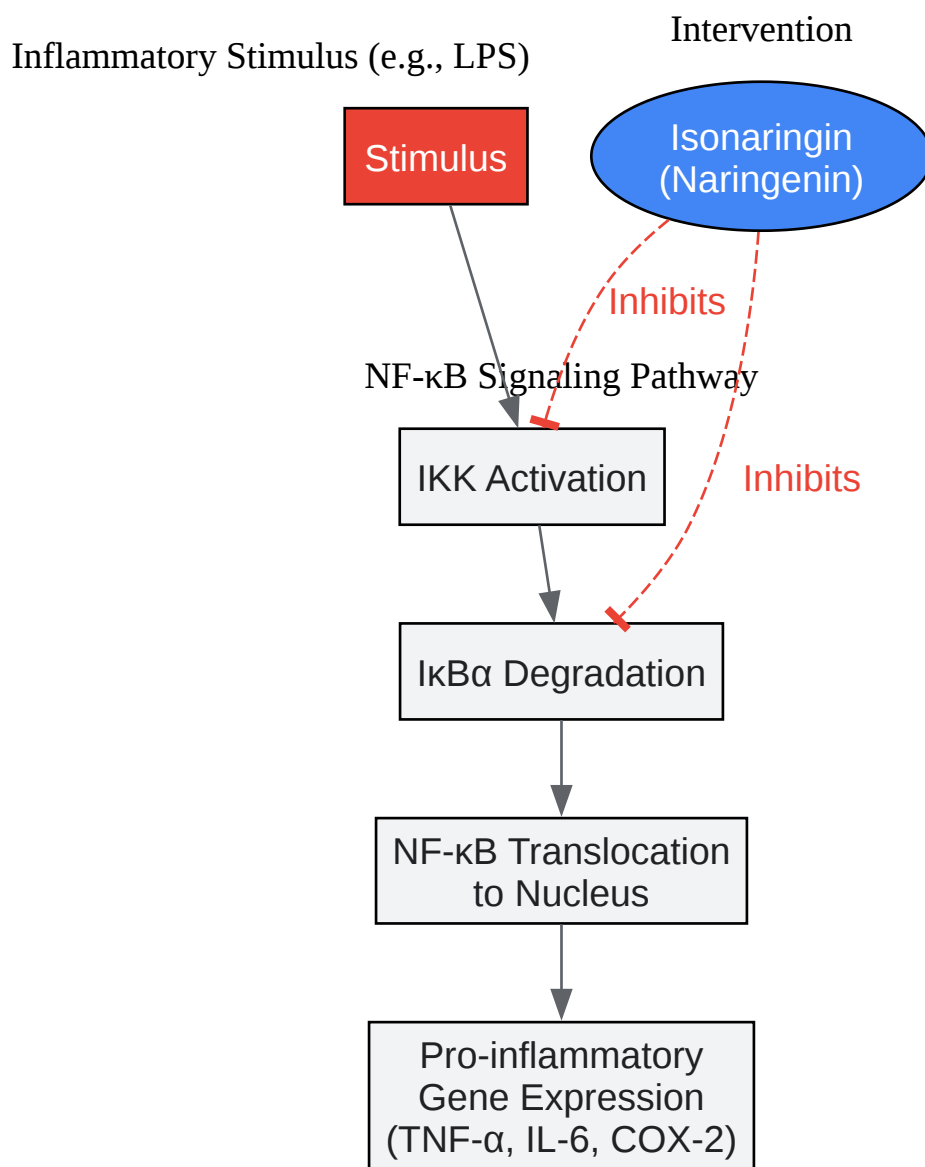 Intervention
Inflammatory Stimulus (e.g., LPS)
Stimulus
Isonaringin
(Naringenin)
Inhibits
NF-κB Signaling Pathway
IKK Activation
Inhibits
IκBα Degradation
NF-κB Translocation
to Nucleus
Pro-inflammatory
Gene Expression
(TNF-α, IL-6, COX-2)